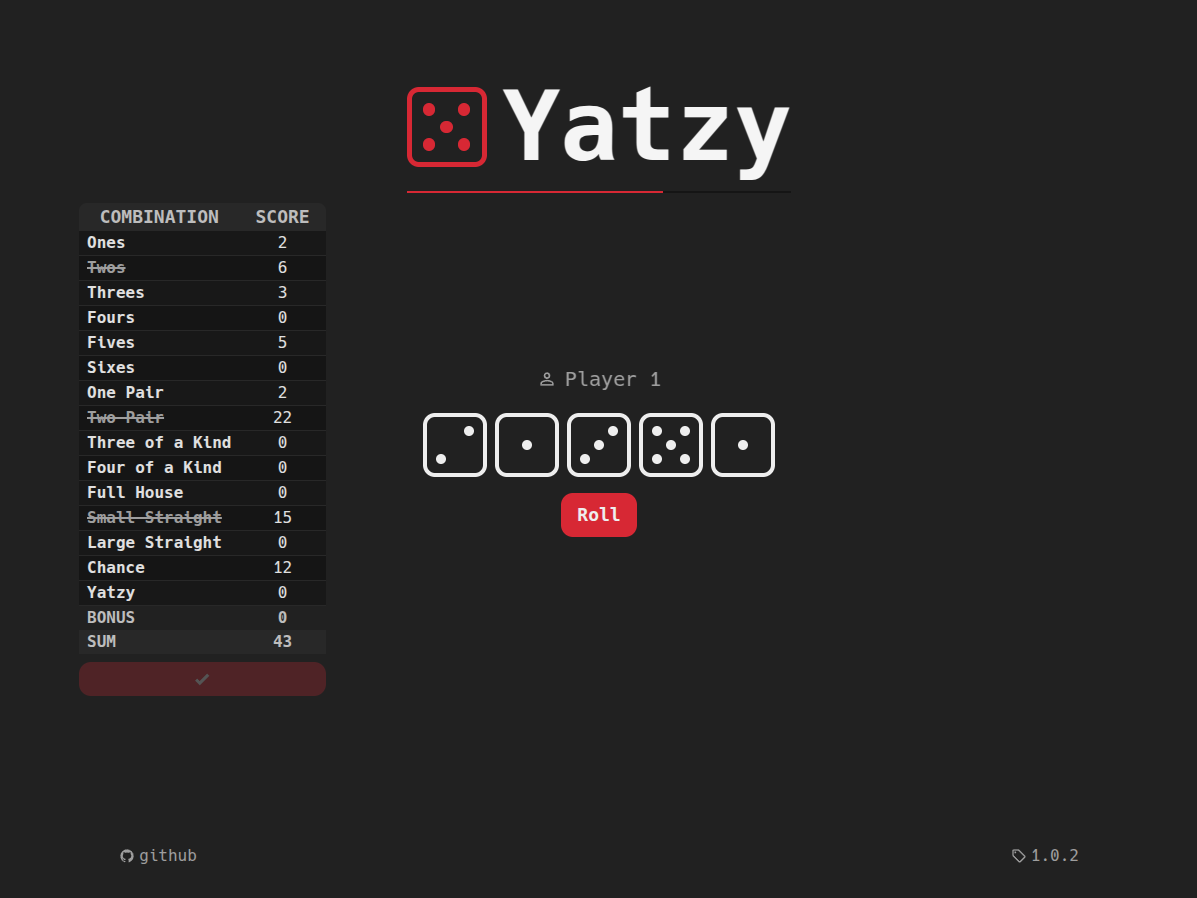 Yatzy
COMBINATION SCORE
Ones 2
Twos 6
Threes 3
Fours 0
Fives 5
Sixes 0
One Pair 2
Two Pair 22
Three of a Kind 0
Four of a Kind 0
Full House 0
Small Straight 15
Large Straight 0
Chance 12
Yatzy 0
BONUS 0
SUM 43
Player 1
Roll
github
1.0.2